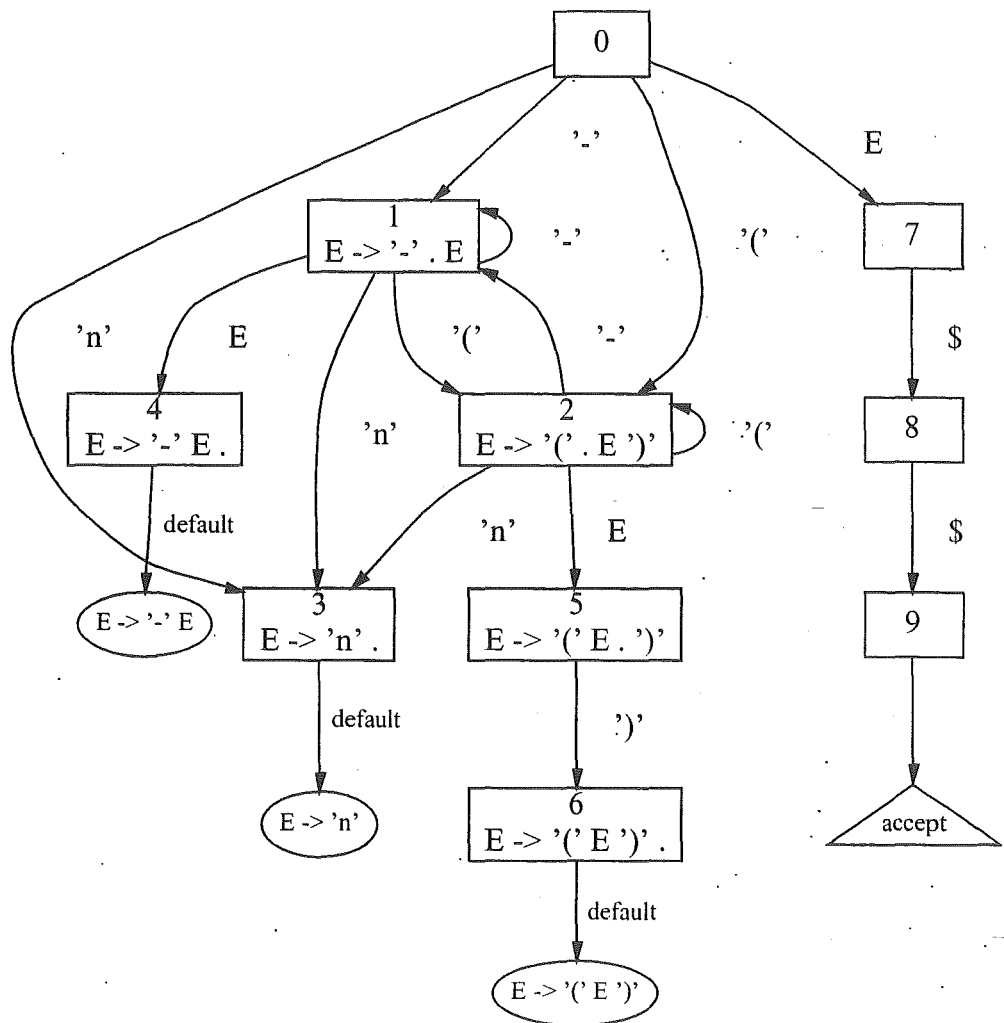 0
'-'
E
1
E -> '-' . E
'-'
'('
7
'n'
E
'('
'-'
$
4
E -> '-' E .
'n'
2
E -> '(' . E ')'
'('
8
default
'n'
E
$
E -> '-' E
3
E -> 'n' .
5
E -> '(' E . ')'
9
default
')'
E -> 'n'
6
E -> '(' E ')' .
accept
default
E -> '(' E ')'